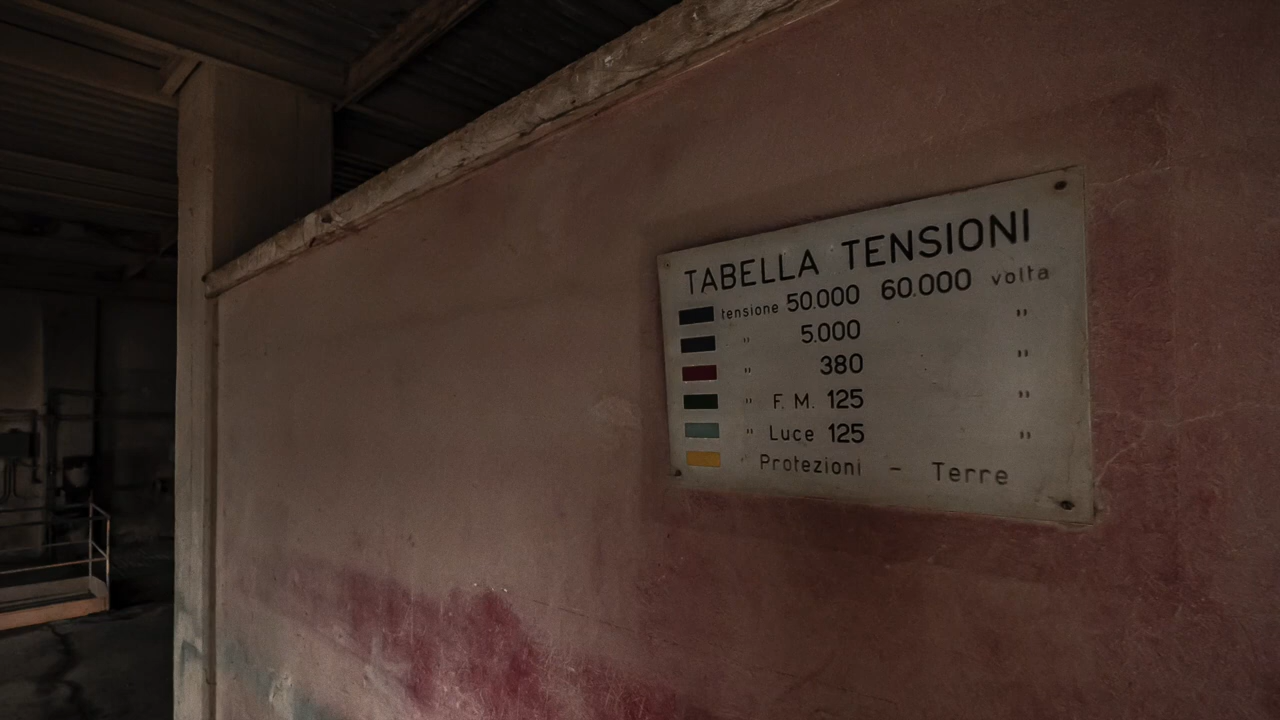 TABELLA TENSIONI
tensione 50.000 60.000 volta
" 5.000 "
" 380 "
" F. M. 125 "
" Luce 125 "
" Protezioni - Terre